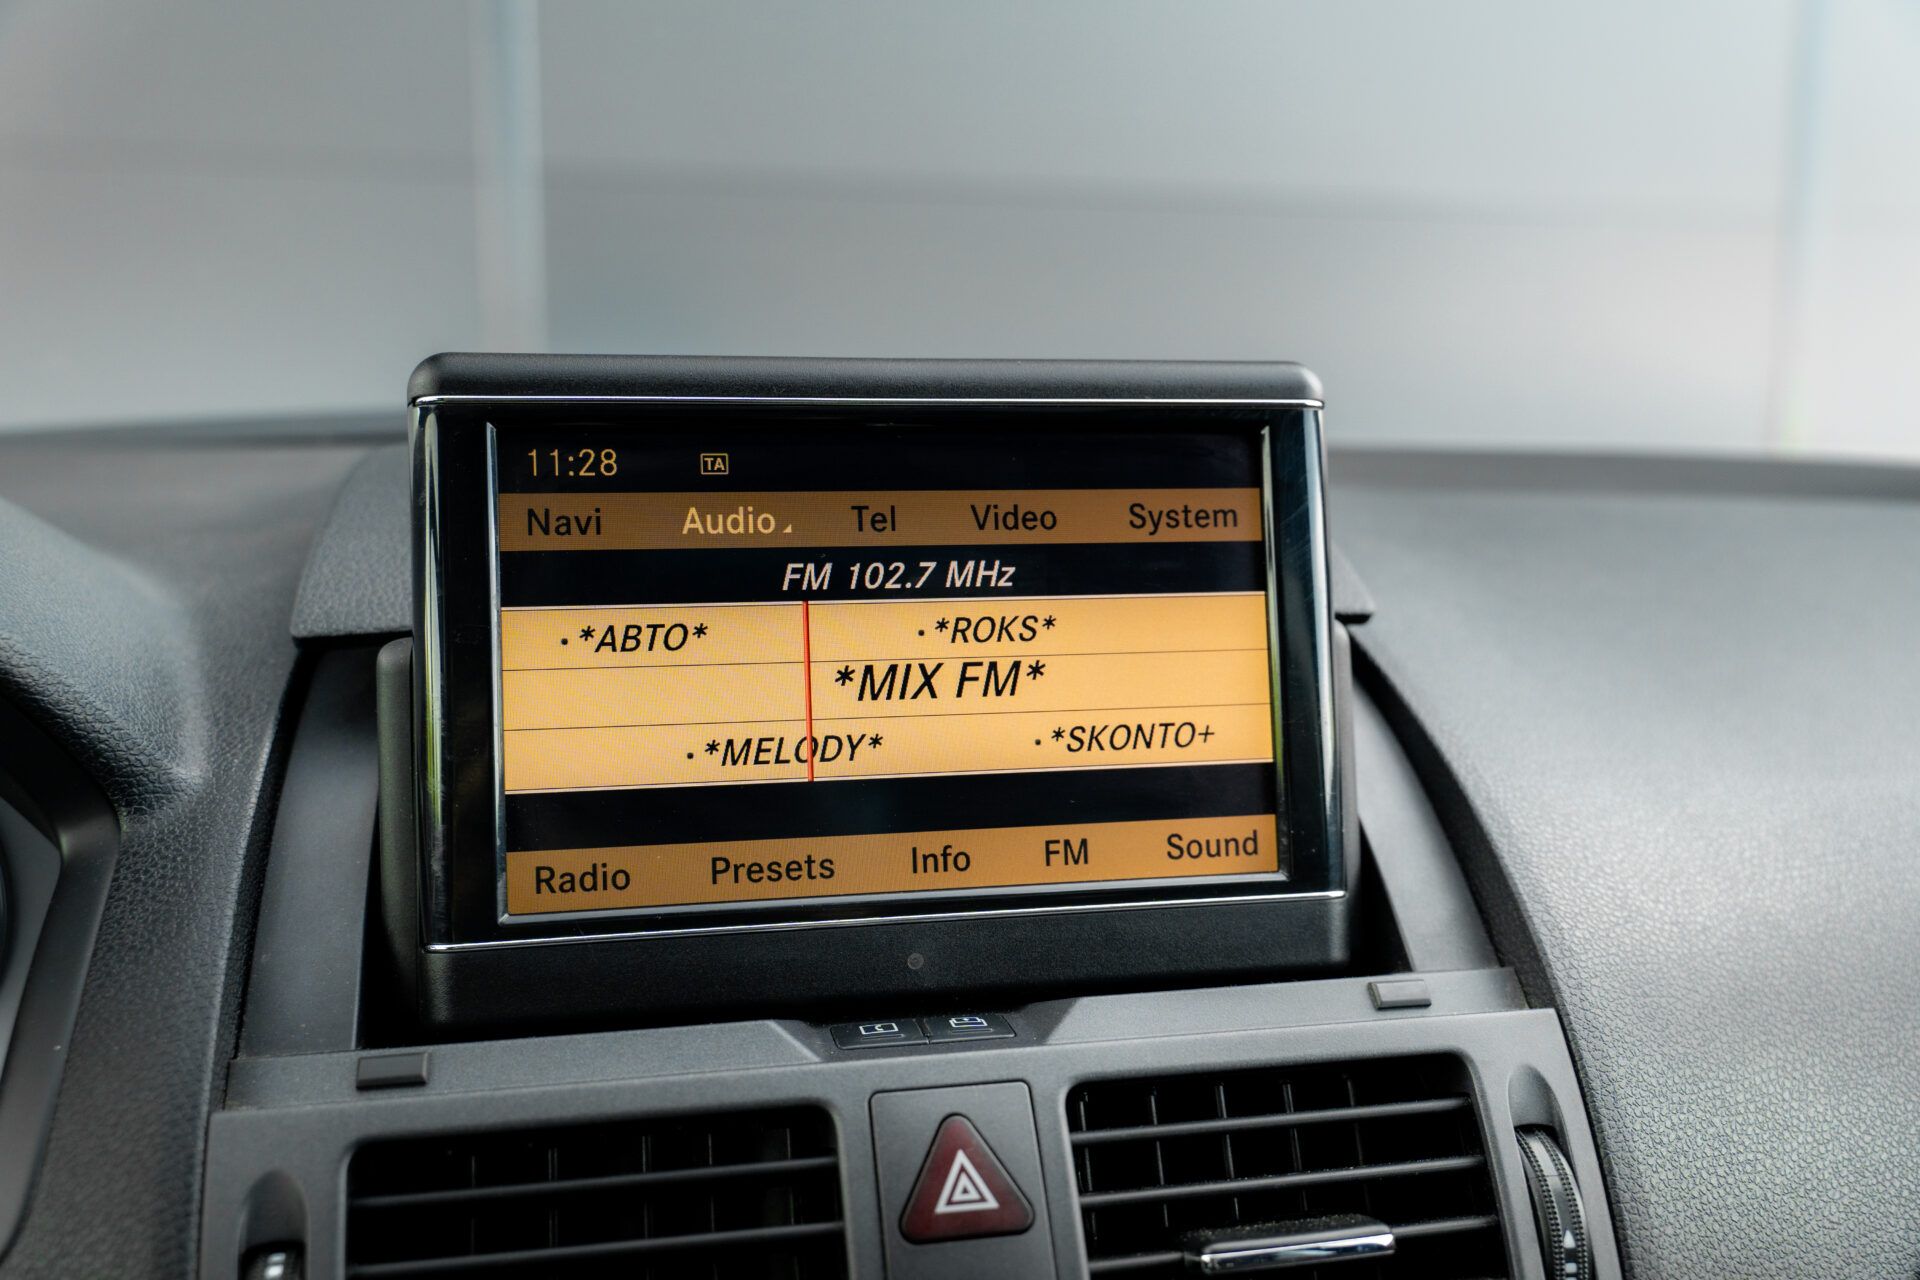 11:28 TA
Navi Audio Tel Video System
FM 102.7 MHz
·*ABTO* ·*ROKS*
*MIX FM*
·*MELODY* ·*SKONTO+
Radio Presets Info FM Sound